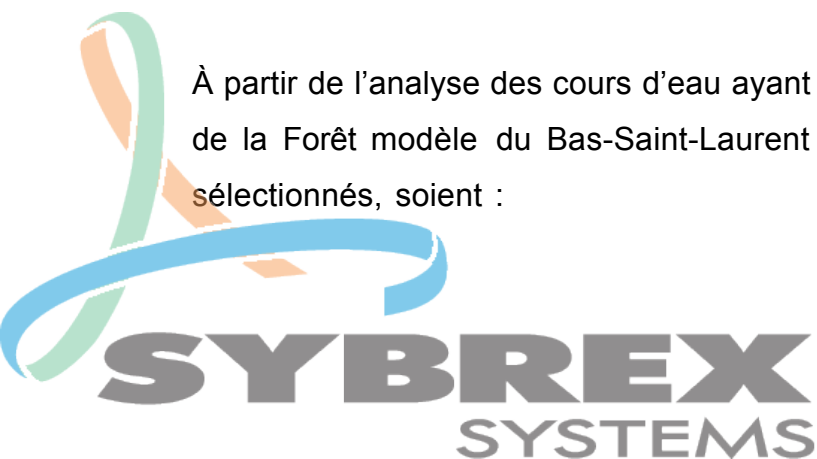 À partir de l’analyse des cours d’eau ayant
de la Forêt modèle du Bas-Saint-Laurent
sélectionnés, soient :
SYBREX
SYSTEMS